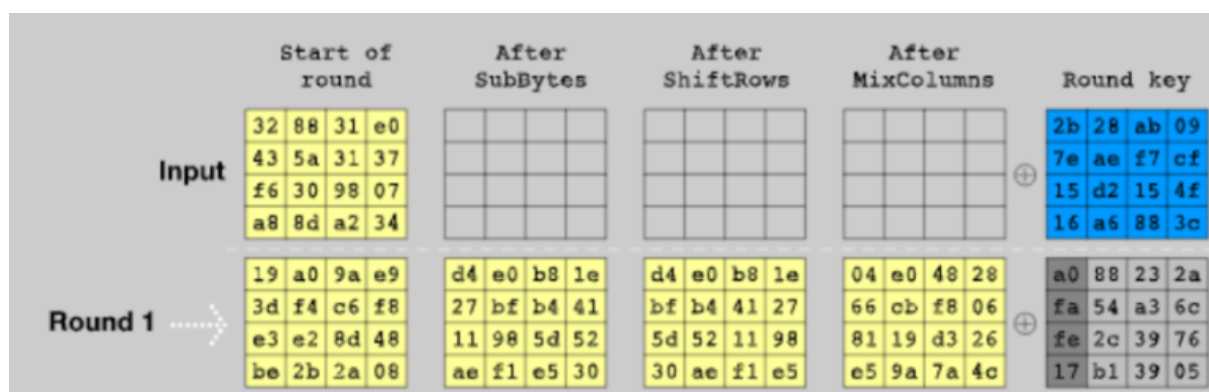 Start of round After SubBytes After ShiftRows After MixColumns Round key
32 88 31 e0 2b 28 ab 09
43 5a 31 37 7e ae f7 cf
Input
f6 30 98 07 ⊕ 15 d2 15 4f
a8 8d a2 34 16 a6 88 3c
19 a0 9a e9 d4 e0 b8 1e d4 e0 b8 1e 04 e0 48 28 a0 88 23 2a
3d f4 c6 f8 27 bf b4 41 bf b4 41 27 66 cb f8 06 fa 54 a3 6c
Round 1 ⊕
e3 e2 8d 48 11 98 5d 52 5d 52 11 98 81 19 d3 26 fe 2c 39 76
be 2b 2a 08 ae f1 e5 30 30 ae f1 e5 e5 9a 7a 4c 17 b1 39 05